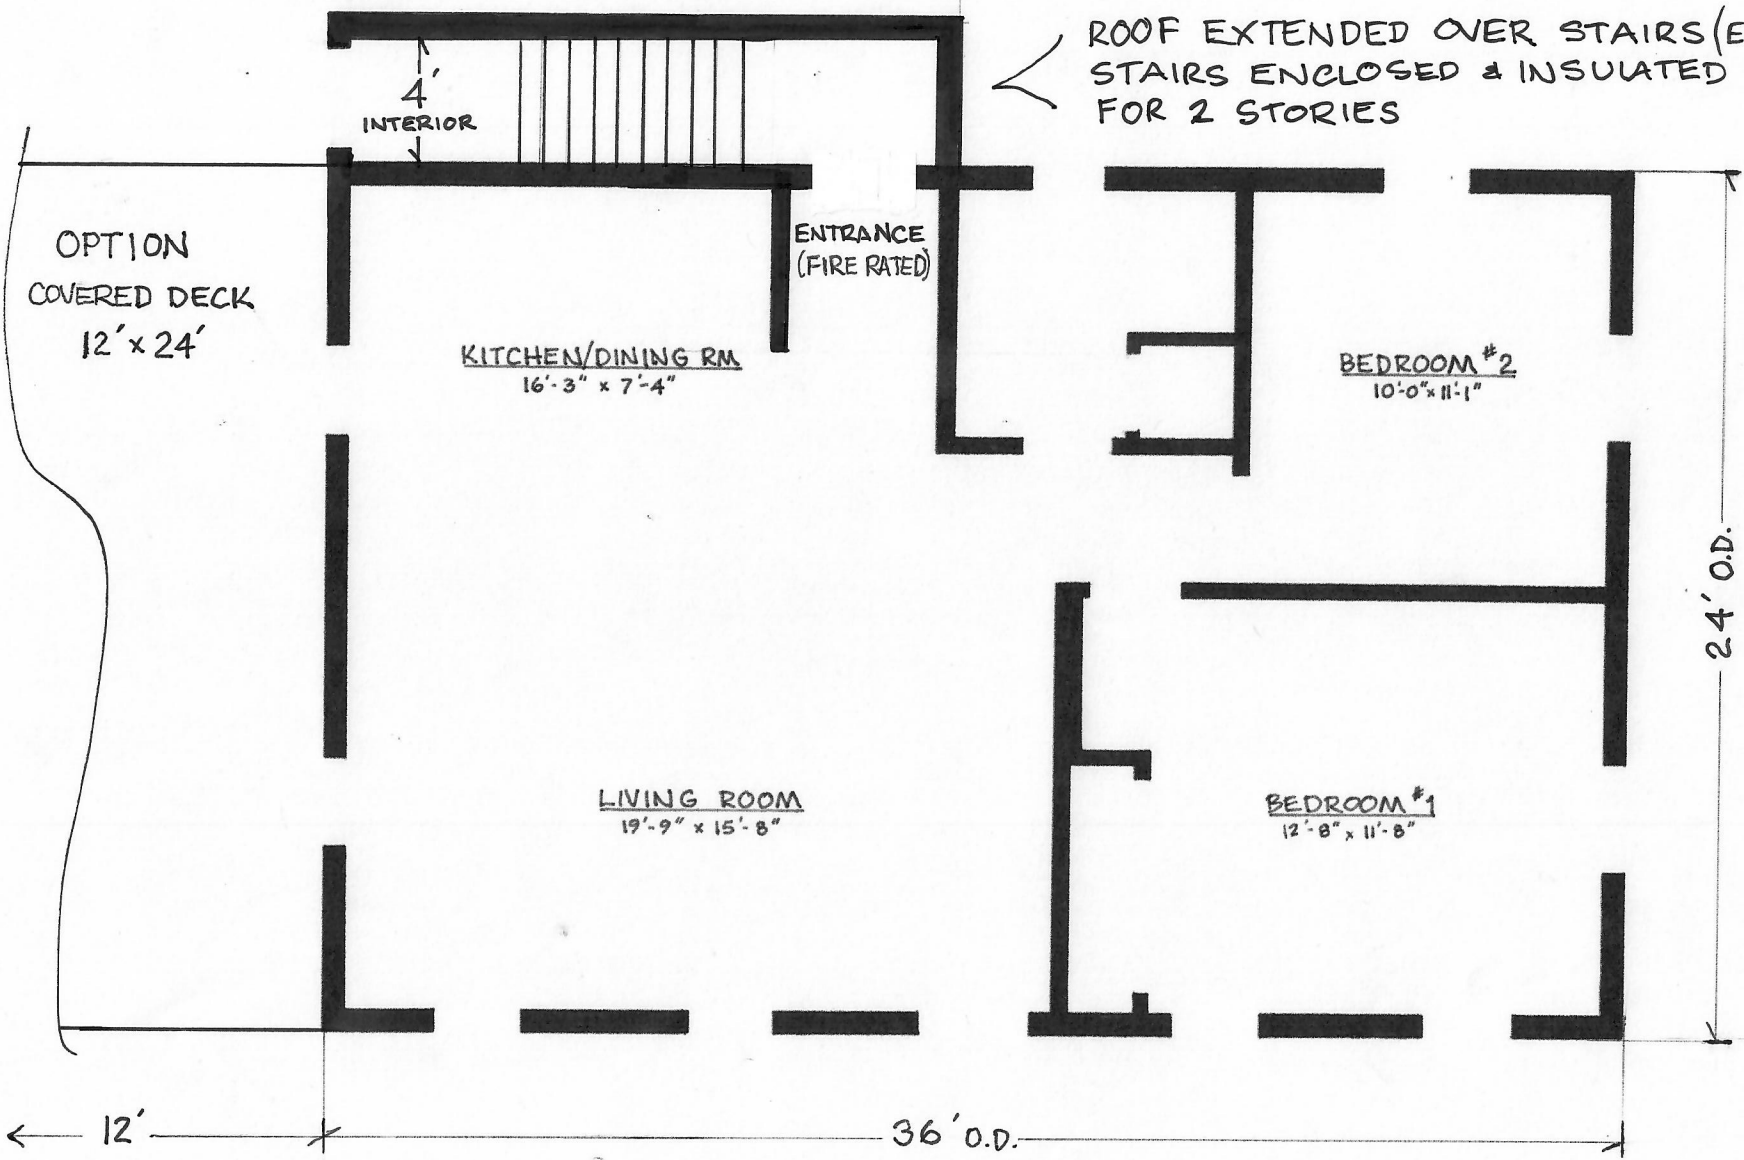 ROOF EXTENDED OVER STAIRS (E
STAIRS ENCLOSED & INSULATED
FOR 2 STORIES
4'
INTERIOR
OPTION
COVERED DECK
12' x 24'
ENTRANCE
(FIRE RATED)
KITCHEN/DINING RM
16'-3" x 7'-4"
BEDROOM #2
10'-0" x 11'-1"
24' O.D.
LIVING ROOM
19'-9" x 15'-8"
BEDROOM #1
12'-8" x 11'-8"
12'
36' O.D.